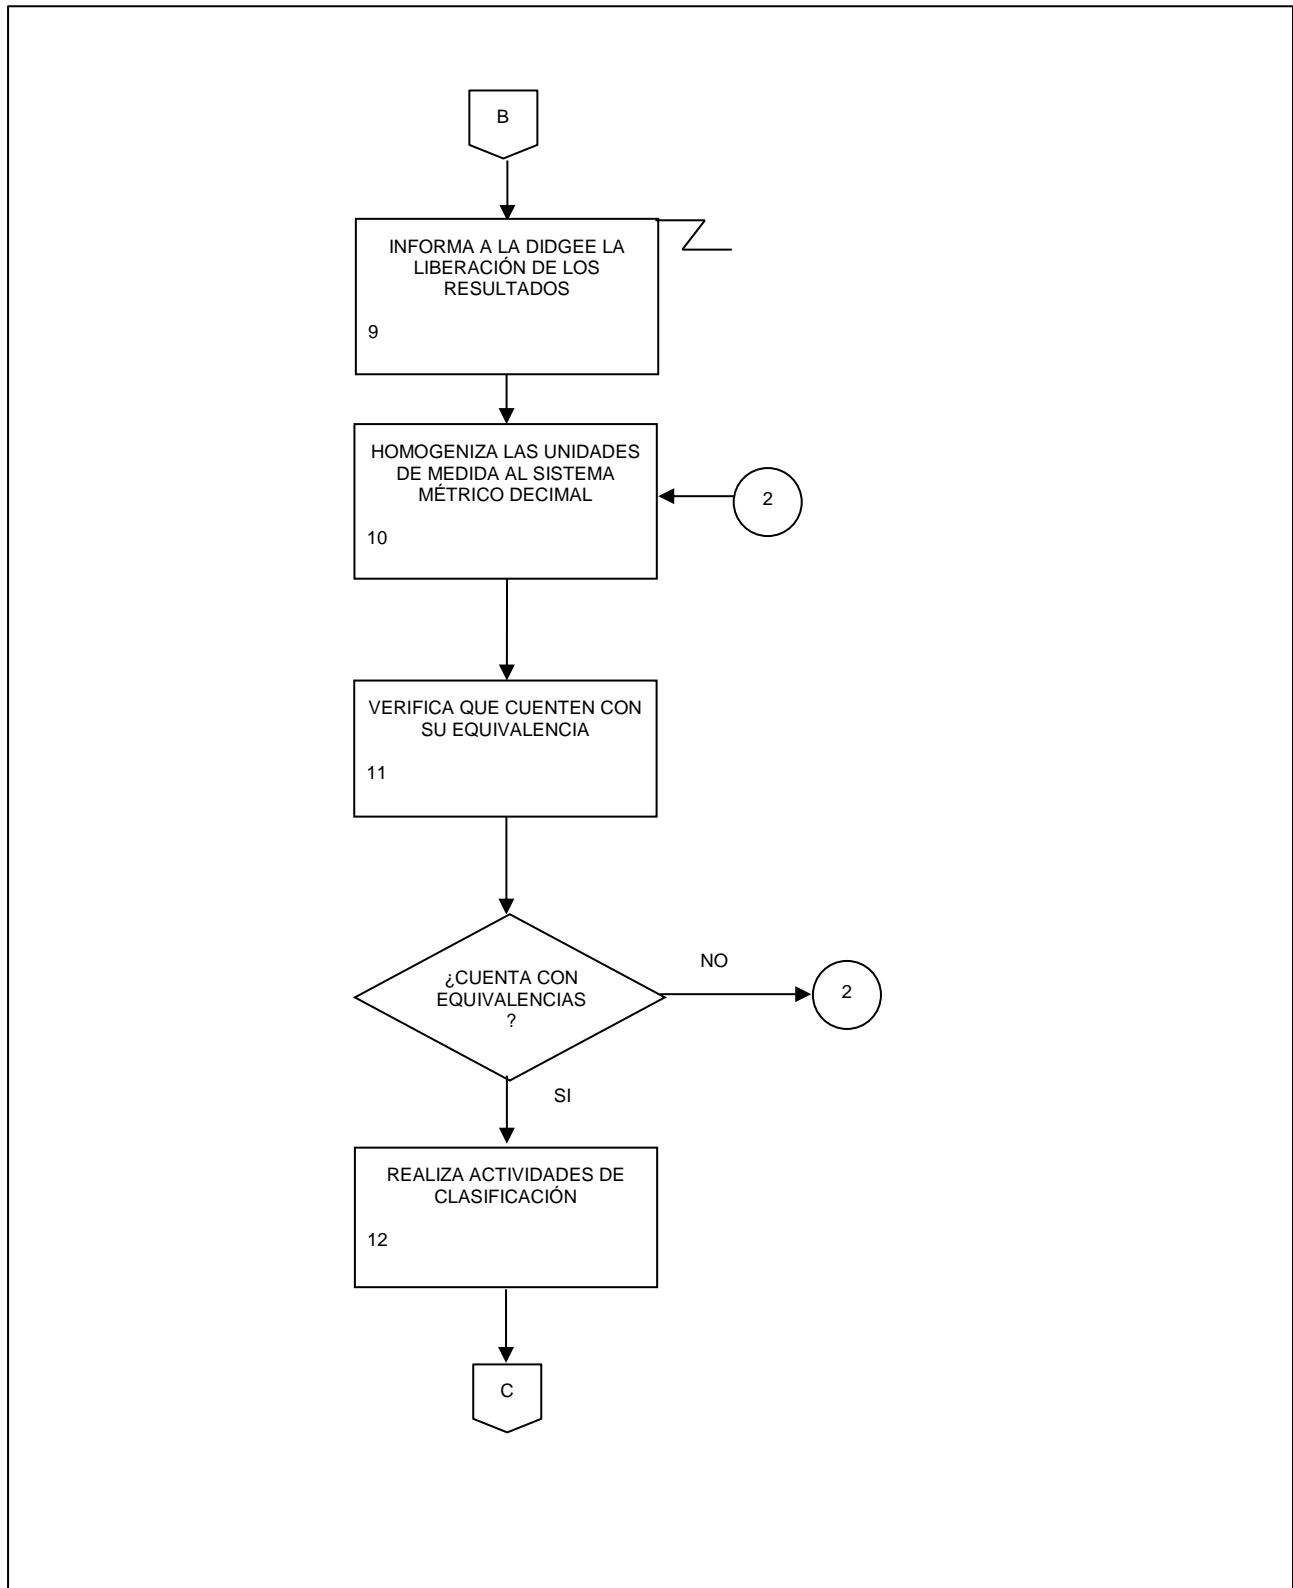 B
INFORMA A LA DIDGEE LA
LIBERACIÓN DE LOS
RESULTADOS
9
HOMOGENIZA LAS UNIDADES
DE MEDIDA AL SISTEMA
MÉTRICO DECIMAL
10
2
VERIFICA QUE CUENTEN CON
SU EQUIVALENCIA
11
¿CUENTA CON
EQUIVALENCIAS
?
NO
2
SI
REALIZA ACTIVIDADES DE
CLASIFICACIÓN
12
C